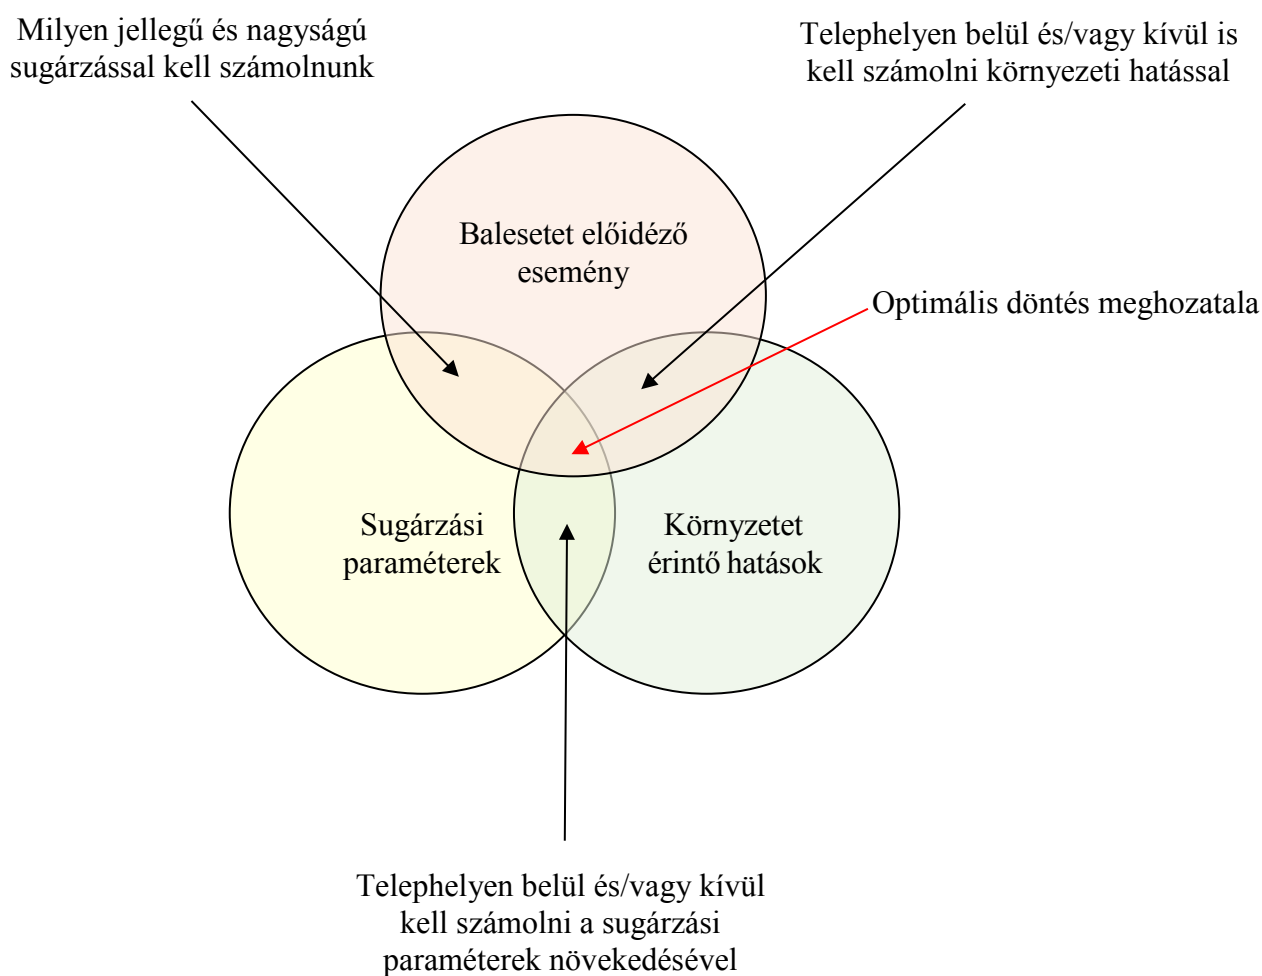 Milyen jellegű és nagyságú
sugárzással kell számolnunk
Telephelyen belül és/vagy kívül is
kell számolni környezeti hatással
Balesetet előidéző
esemény
Optimális döntés meghozatala
Sugárzási
paraméterek
Környzetet
érintő hatások
Telephelyen belül és/vagy kívül
kell számolni a sugárzási
paraméterek növekedésével